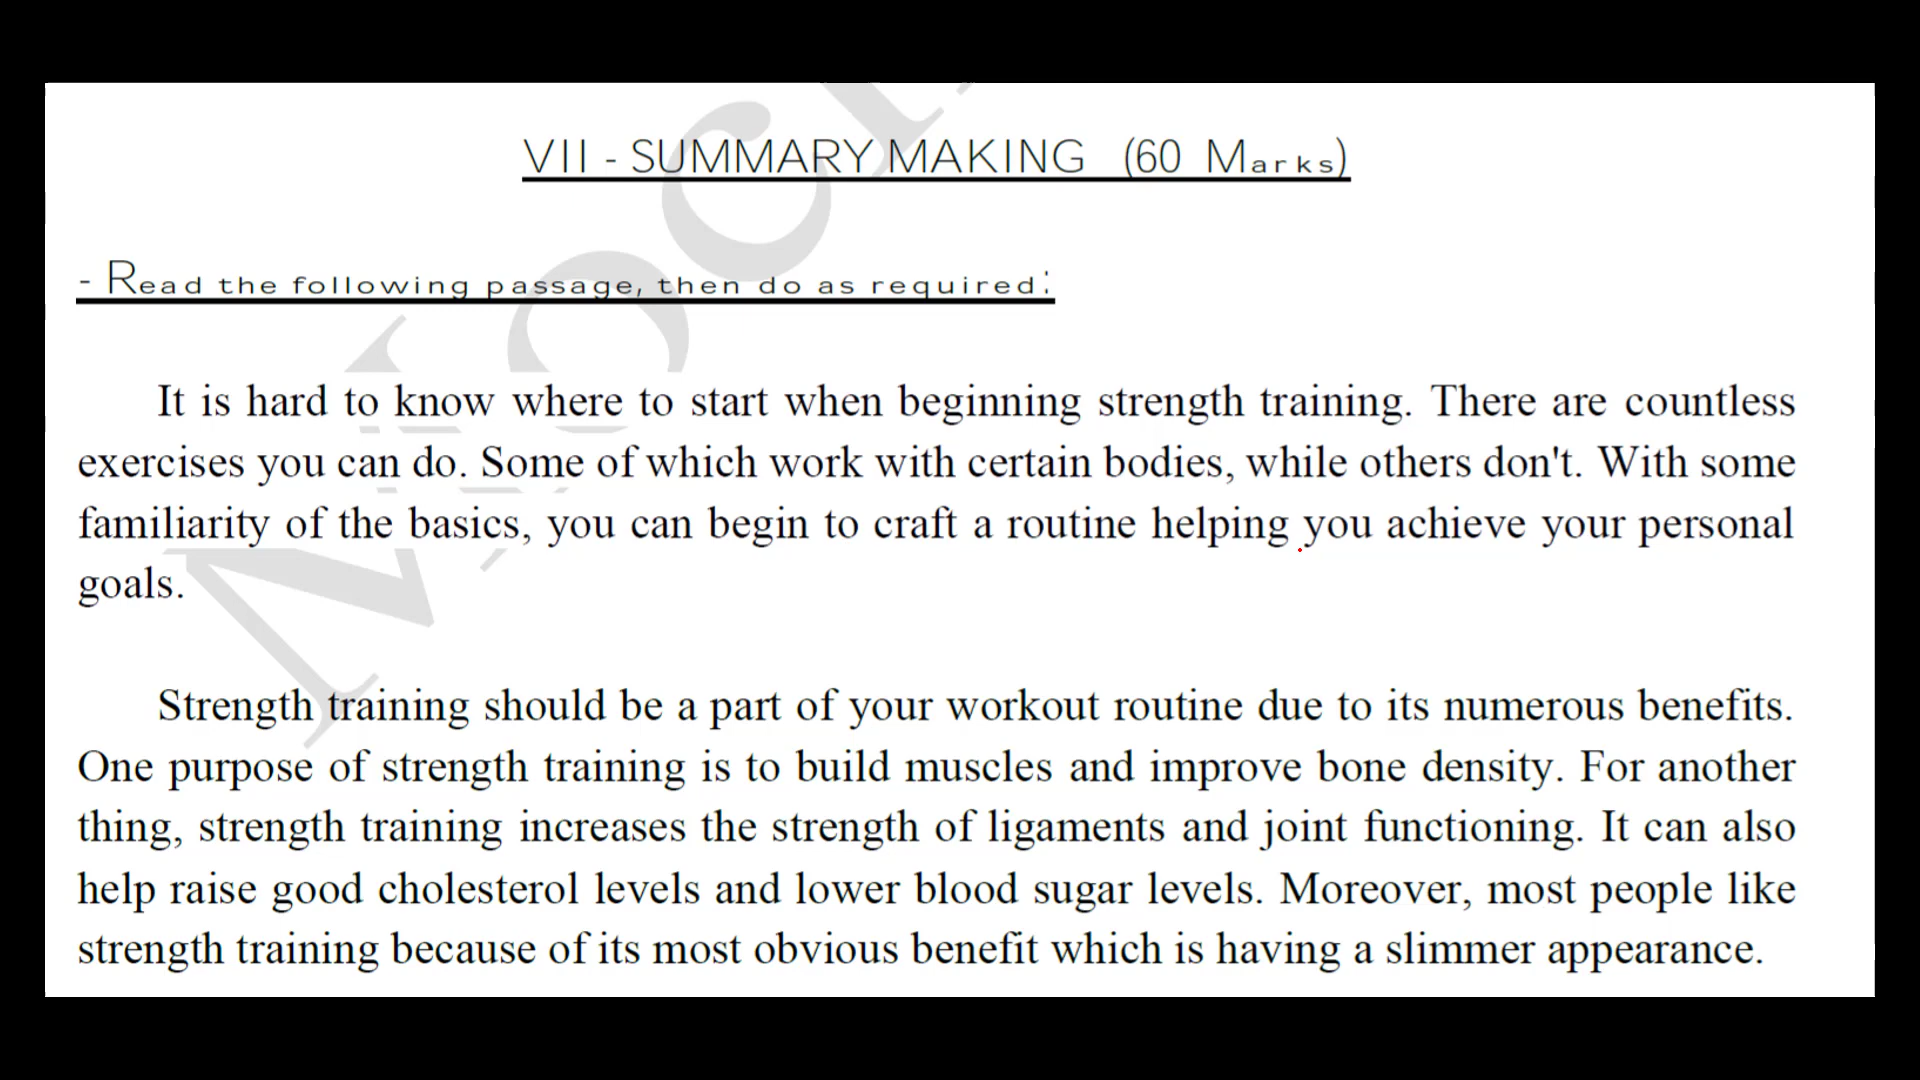 VII - SUMMARY MAKING (60 Marks)
- Read the following passage, then do as required:
It is hard to know where to start when beginning strength training. There are countless
exercises you can do. Some of which work with certain bodies, while others don't. With some
familiarity of the basics, you can begin to craft a routine helping you achieve your personal
goals.
Strength training should be a part of your workout routine due to its numerous benefits.
One purpose of strength training is to build muscles and improve bone density. For another
thing, strength training increases the strength of ligaments and joint functioning. It can also
help raise good cholesterol levels and lower blood sugar levels. Moreover, most people like
strength training because of its most obvious benefit which is having a slimmer appearance.